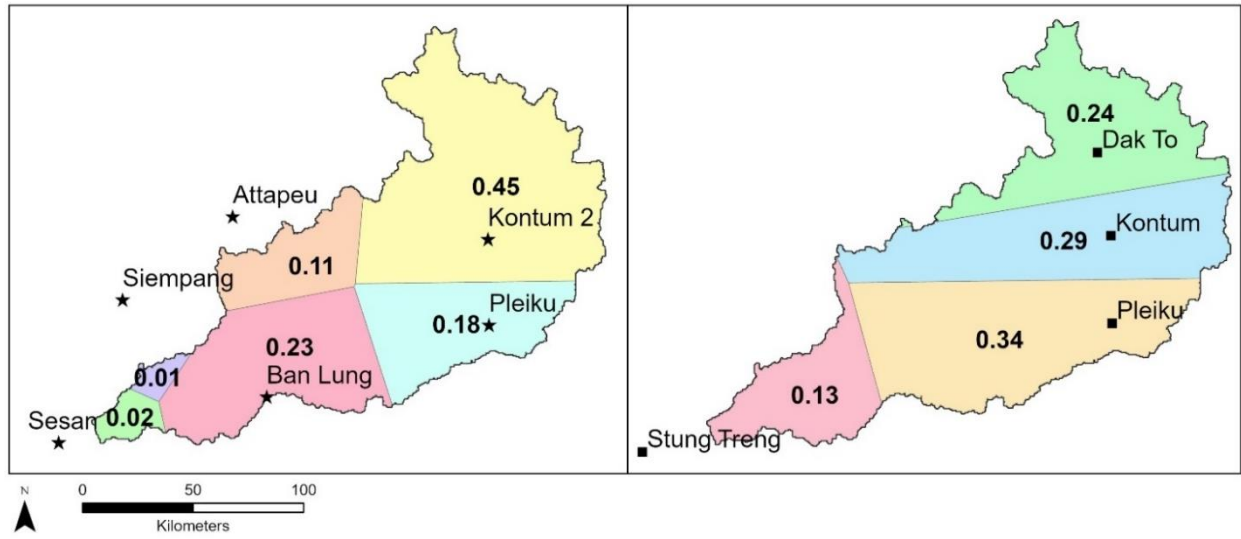 Attapeu
0.45
Kontum 2
0.11
Siempang
Pleiku
0.18
0.23
Ban Lung
0.01
0.02
Sesan
0.24
Dak To
Kontum
0.29
Pleiku
0.34
0.13
Stung Treng
N
0 50 100
Kilometers